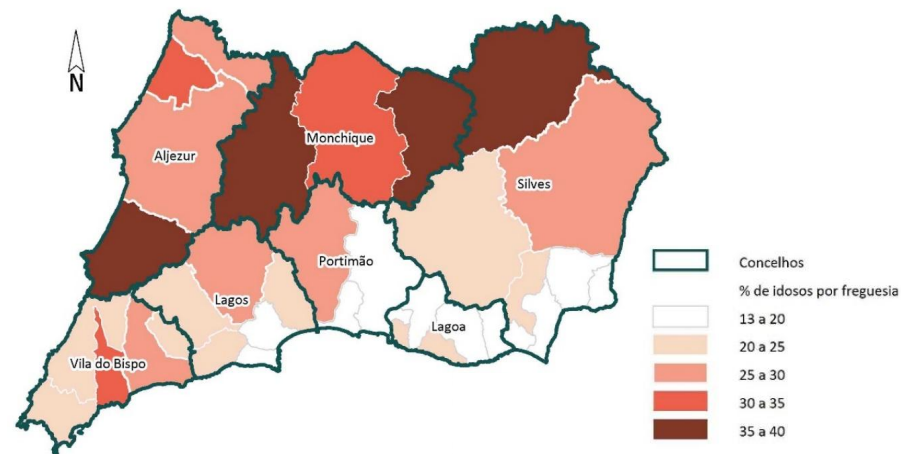 N
Aljezur
Monchique
Silves
Portimão
Lagos
Lagoa
Vila do Bispo
Concelhos
% de idosos por freguesia
13 a 20
20 a 25
25 a 30
30 a 35
35 a 40